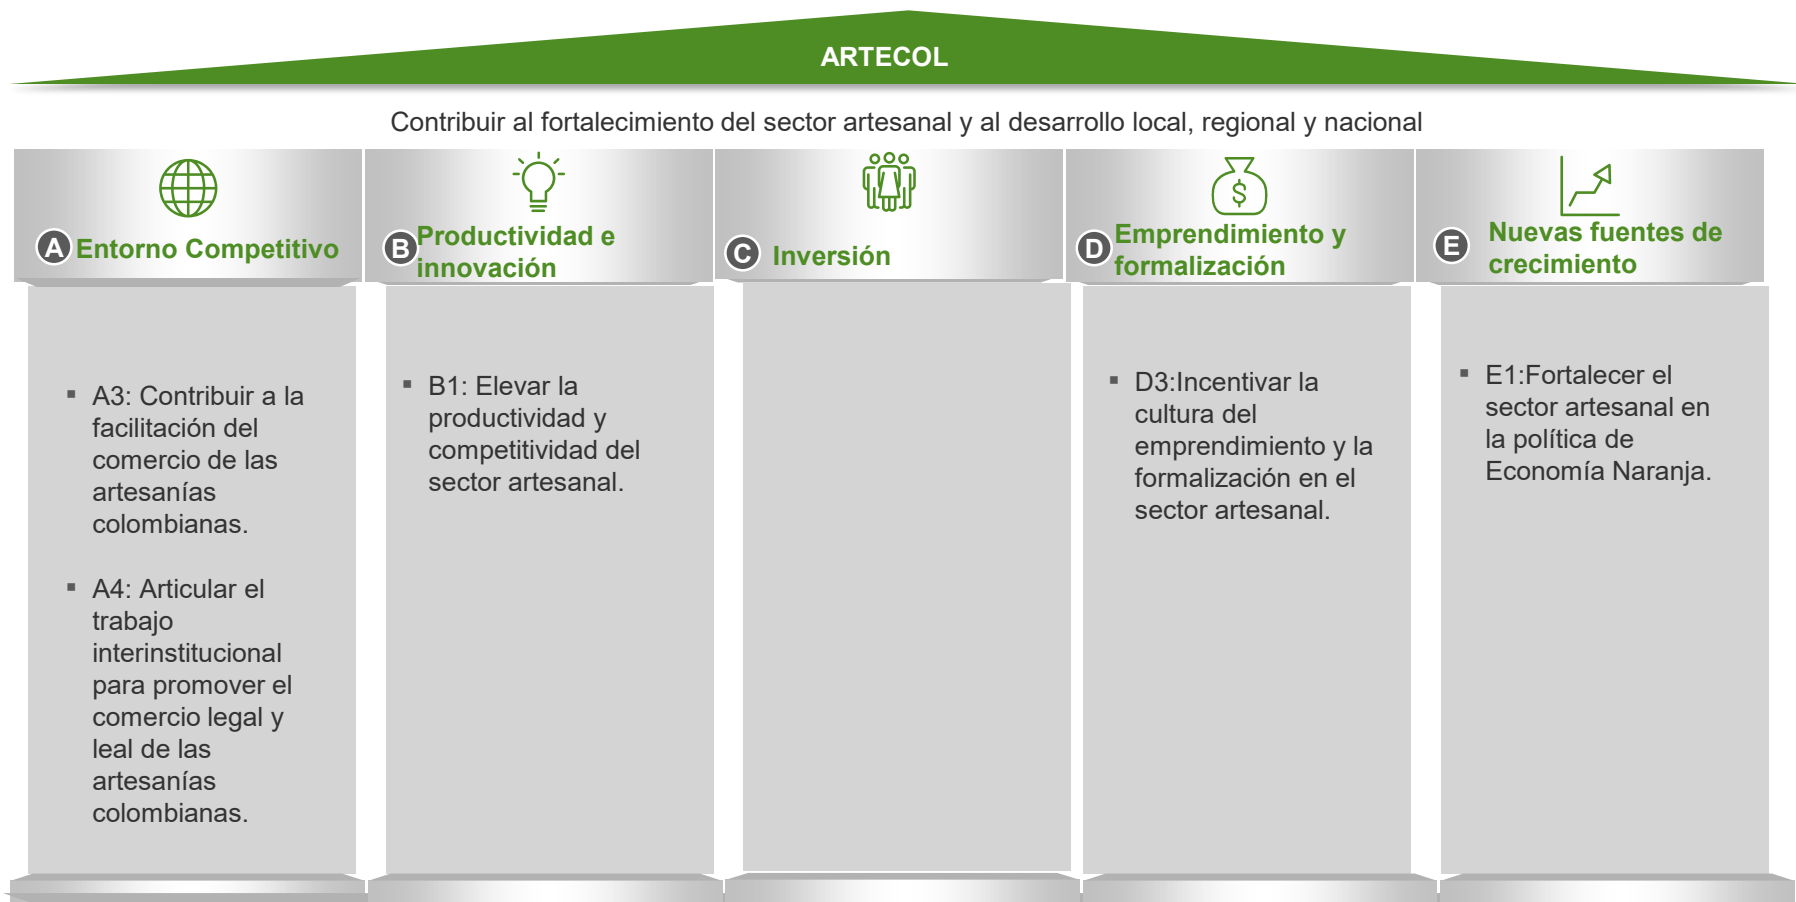 ARTECOL
Contribuir al fortalecimiento del sector artesanal y al desarrollo local, regional y nacional
A Entorno Competitivo
B Productividad e
innovación
C Inversión
D Emprendimiento y
formalización
E Nuevas fuentes de
crecimiento
▪ A3: Contribuir a la
facilitación del
comercio de las
artesanías
colombianas.
▪ A4: Articular el
trabajo
interinstitucional
para promover el
comercio legal y
leal de las
artesanías
colombianas.
▪ B1: Elevar la
productividad y
competitividad del
sector artesanal.
▪ D3:Incentivar la
cultura del
emprendimiento y la
formalización en el
sector artesanal.
▪ E1:Fortalecer el
sector artesanal en
la política de
Economía Naranja.